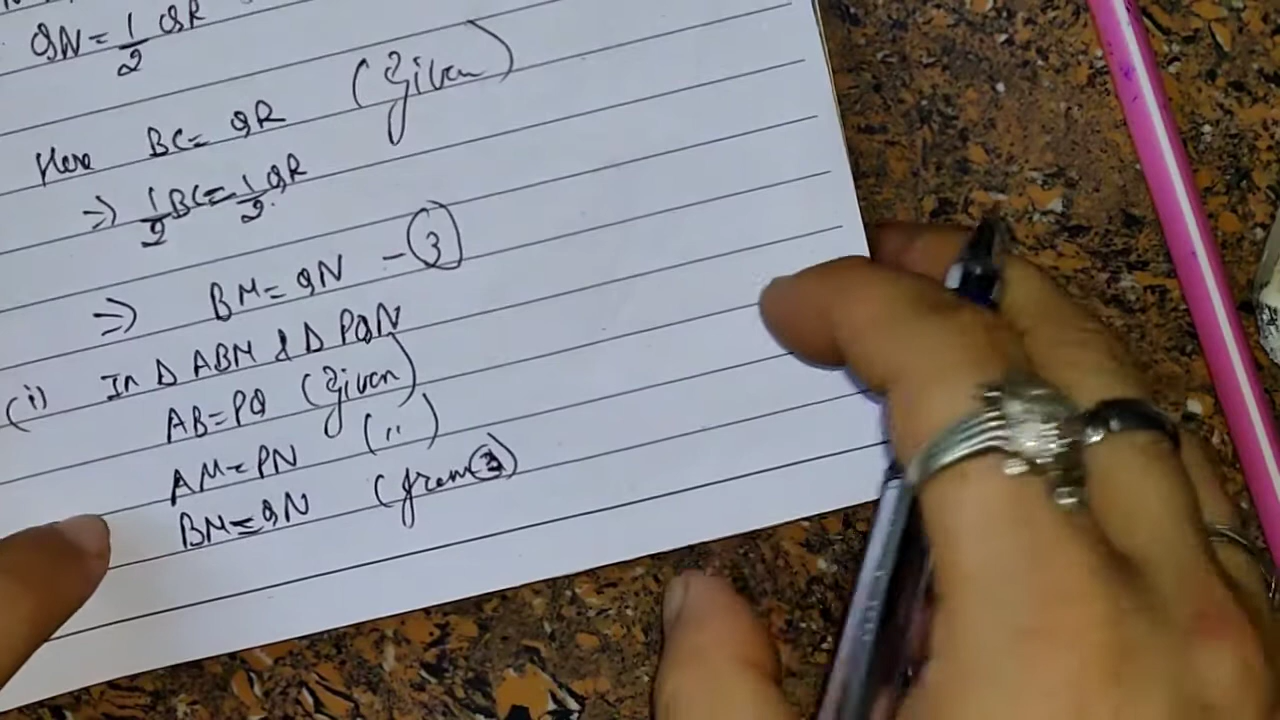 QN = 1/2 QR
Here BC = QR (Given)
⇒ 1/2 BC = 1/2 QR
⇒ BM = QN - ③
(i) In Δ ABM & Δ PQN
AB = PQ (Given)
AM = PN (")
BM = QN (from ③)